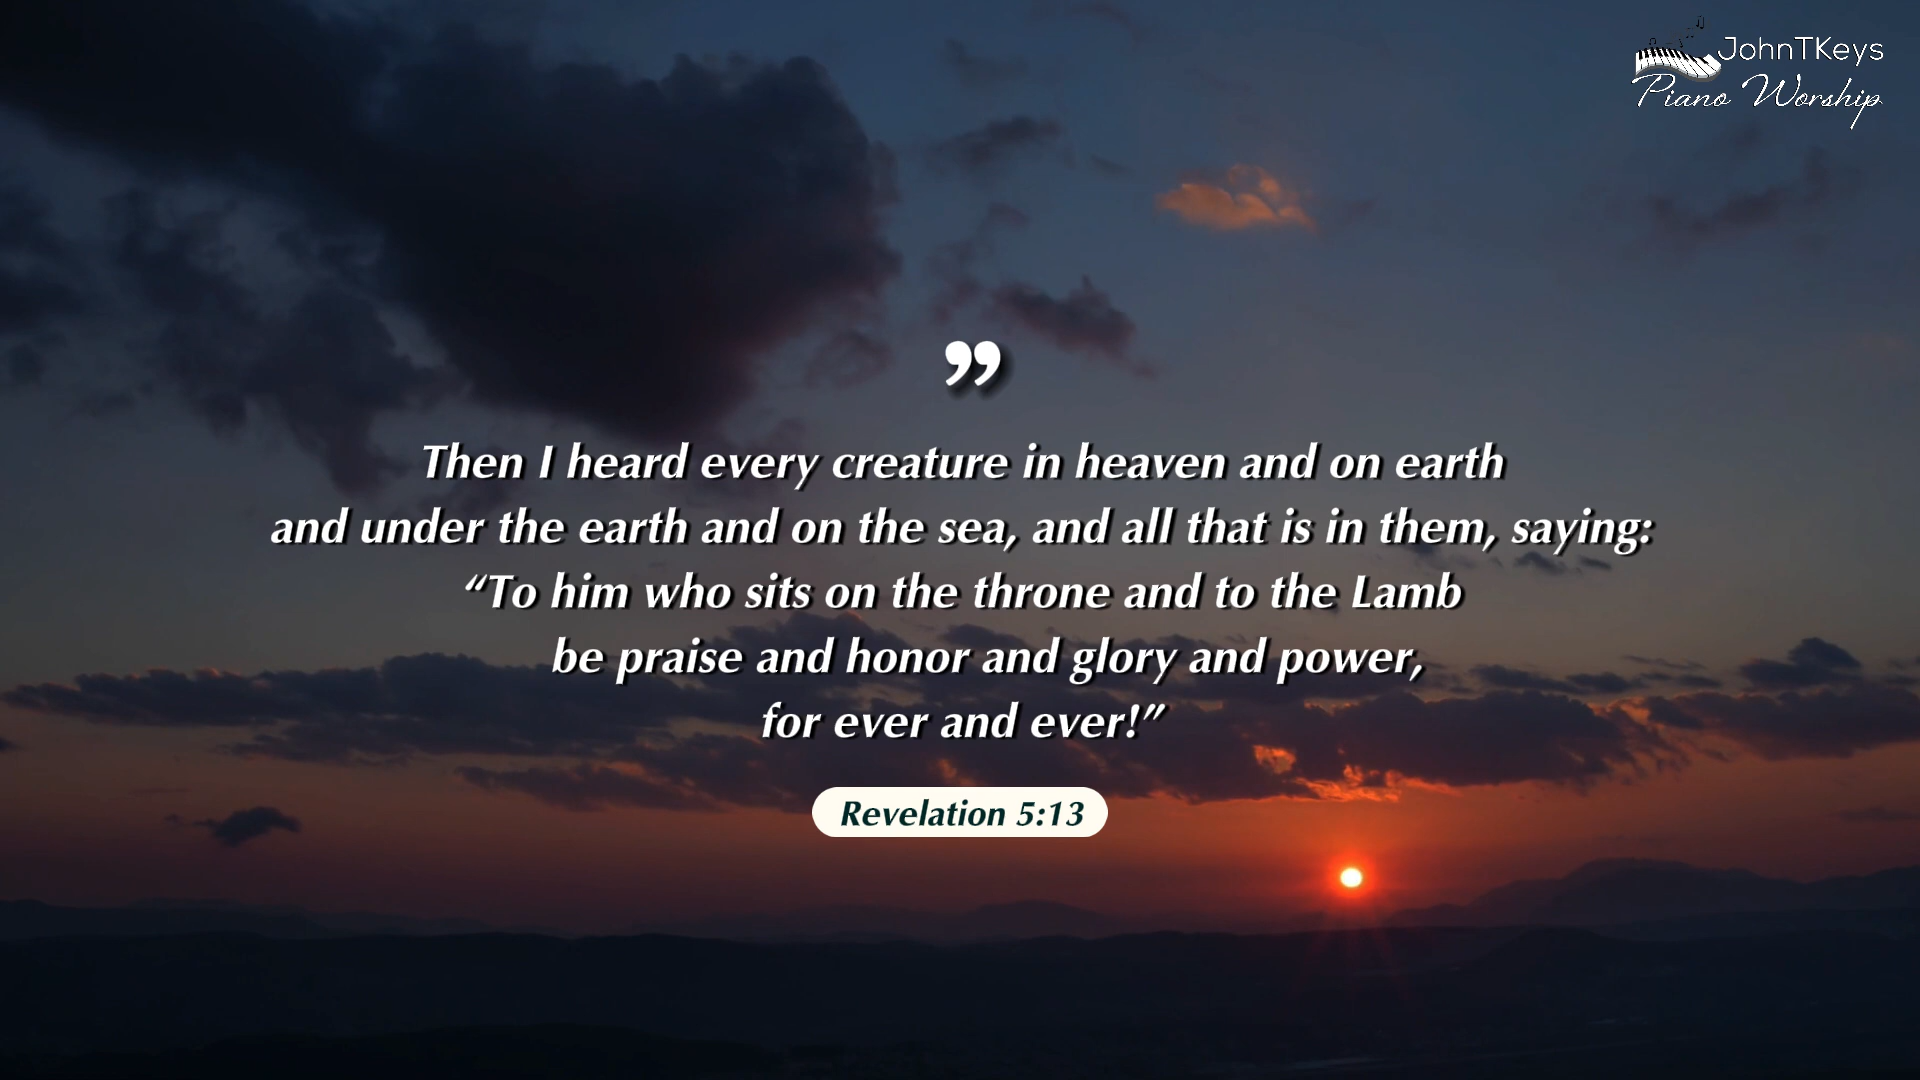 JohnTKeys
Piano Worship
”
Then I heard every creature in heaven and on earth
and under the earth and on the sea, and all that is in them, saying:
“To him who sits on the throne and to the Lamb
be praise and honor and glory and power,
for ever and ever!”
Revelation 5:13